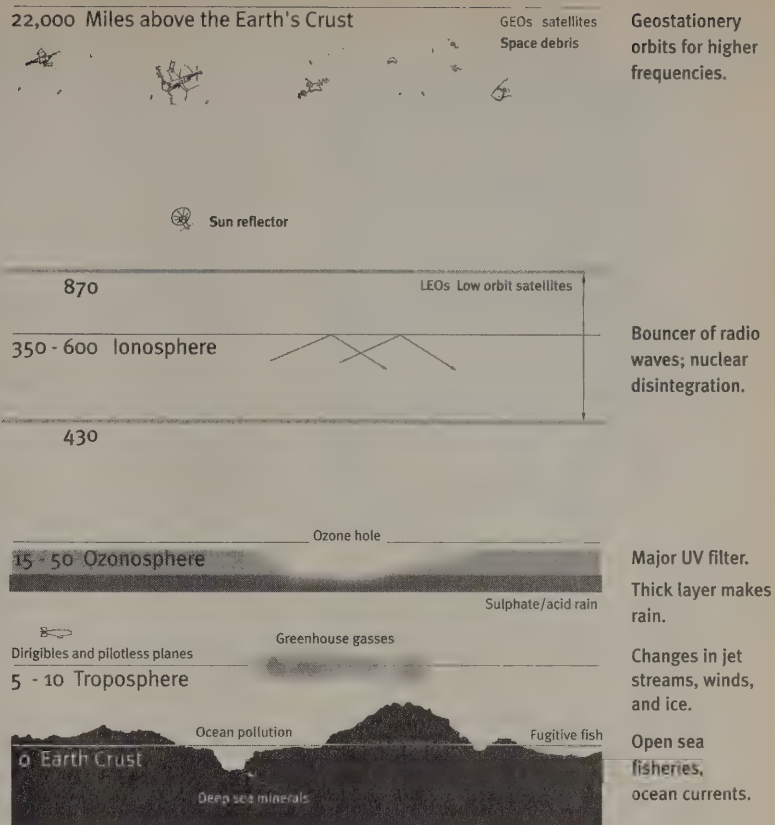 22,000 Miles above the Earth's Crust
GEOs satellites
Space debris
Geostationery
orbits for higher
frequencies.
Sun reflector
870
LEOs Low orbit satellites
350 - 600 Ionosphere
Bouncer of radio
waves; nuclear
disintegration.
430
Ozone hole
15 - 50 Ozonosphere
Major UV filter.
Sulphate/acid rain
Thick layer makes
rain.
Dirigibles and pilotless planes
Greenhouse gasses
5 - 10 Troposphere
Changes in jet
streams, winds,
and ice.
Ocean pollution
Fugitive fish
0 Earth Crust
Deep sea minerals
Open sea
fisheries,
ocean currents.